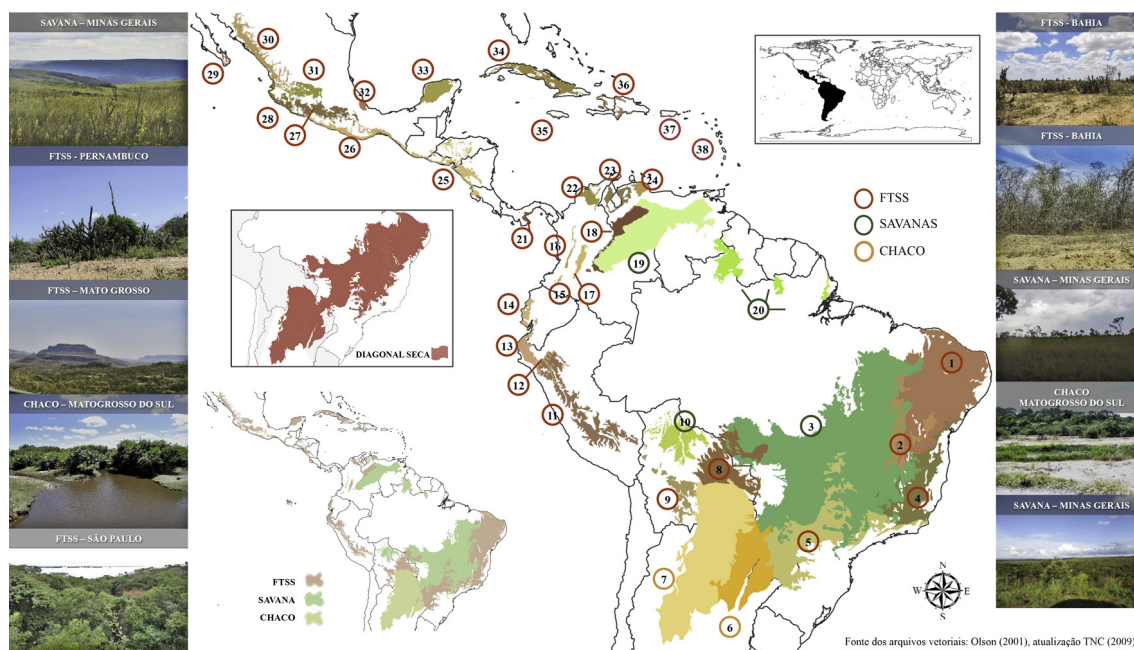 SAVANA – MINAS GERAIS
FTSS - PERNAMBUCO
FTSS – MATO GROSSO
CHACO – MATOGROSSO DO SUL
FTSS – SÃO PAULO
30
29
31
28
27
26
32
33
34
35
36
37
38
25
21
22
23
24
18
16
19
15
17
14
13
12
11
20
10
3
1
2
8
9
4
5
7
6
DIAGONAL SECA
FTSS
SAVANA
CHACO
FTSS
SAVANAS
CHACO
N
W
E
S
Fonte dos arquivos vetoriais: Olson (2001), atualização TNC (2009)
FTSS - BAHIA
FTSS - BAHIA
SAVANA – MINAS GERAIS
CHACO
MATOGROSSO DO SUL
SAVANA – MINAS GERAIS